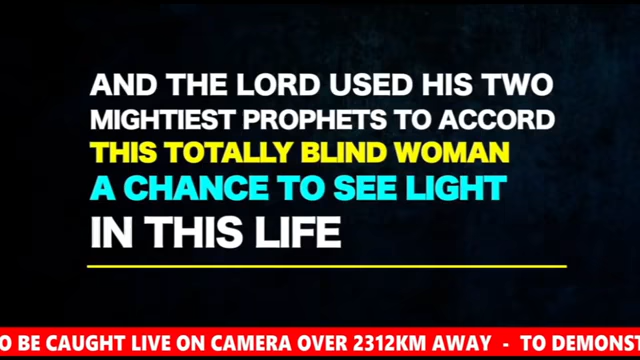 AND THE LORD USED HIS TWO
MIGHTIEST PROPHETS TO ACCORD
THIS TOTALLY BLIND WOMAN
A CHANCE TO SEE LIGHT
IN THIS LIFE
O BE CAUGHT LIVE ON CAMERA OVER 2312KM AWAY - TO DEMONST